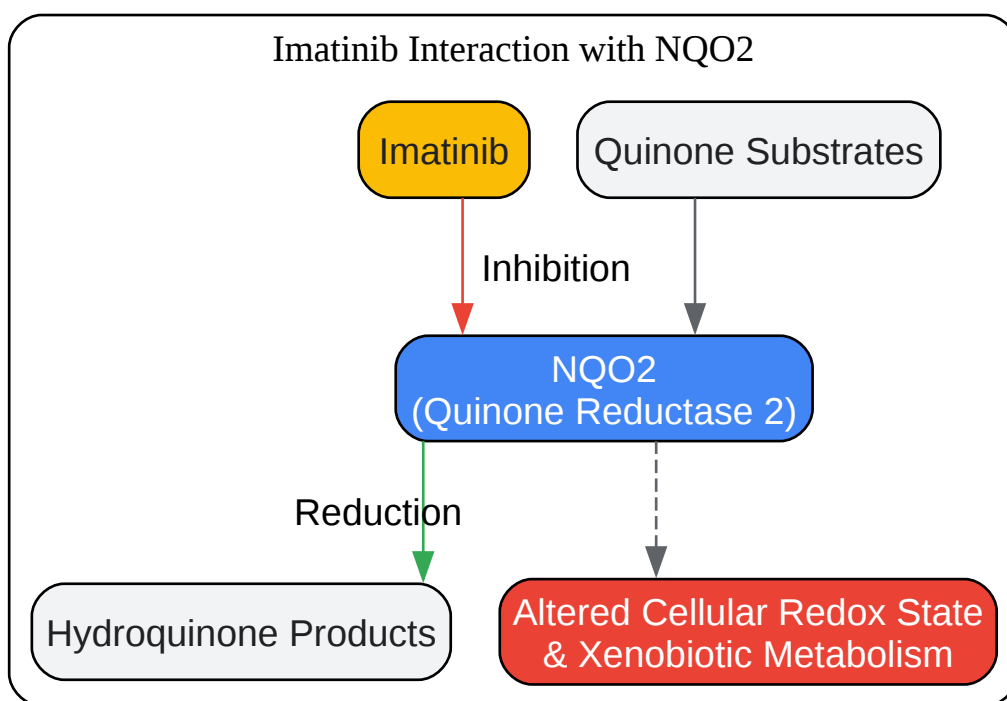 Imatinib Interaction with NQO2
Imatinib
Quinone Substrates
Inhibition
NQO2
(Quinone Reductase 2)
Reduction
Hydroquinone Products
Altered Cellular Redox State
& Xenobiotic Metabolism